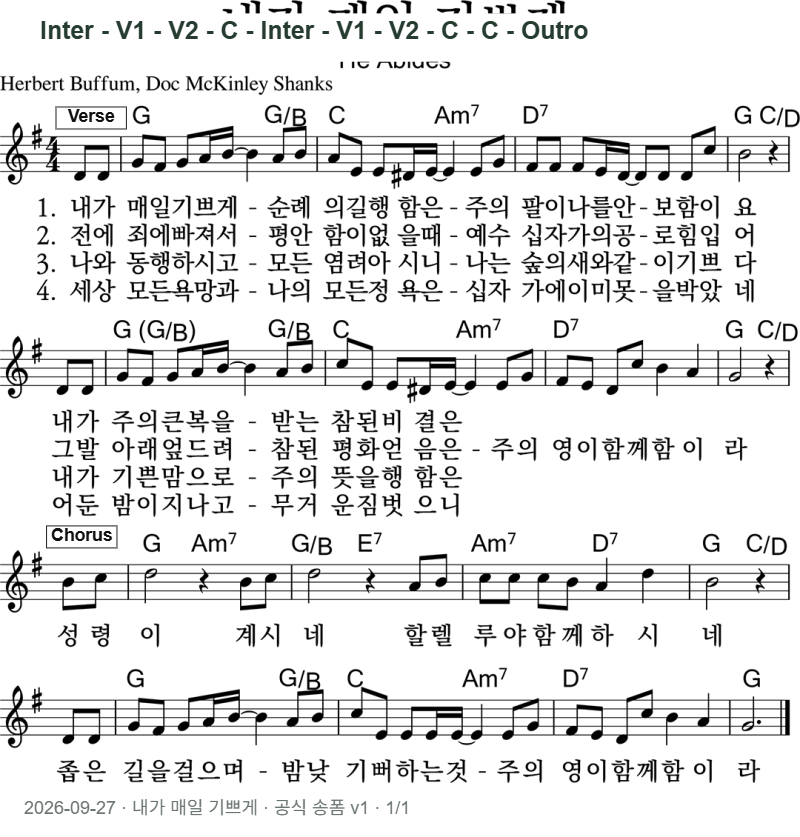 Inter - V1 - V2 - C - Inter - V1 - V2 - C - C - Outro
He Abides
Herbert Buffum, Doc McKinley Shanks
Verse
G G/B C Am7 D7 G C/D
1. 내가 매일기쁘게 - 순례 의길행 함은 - 주의 팔이나를안 - 보함이 요
2. 전에 죄에빠져서 - 평안 함이없 을때 - 예수 십자가의공 - 로힘입 어
3. 나와 동행하시고 - 모든 염려아 시니 - 나는 숲의새와같 - 이기쁘 다
4. 세상 모든욕망과 - 나의 모든정 욕은 - 십자 가에이미못 - 을박았 네
G (G/B) G/B C Am7 D7 G C/D
내가 주의큰복을 - 받는 참된비 결은
그발 아래엎드려 - 참된 평화얻 음은 - 주의 영이함께함 이 라
내가 기쁜맘으로 - 주의 뜻을행 함은
어둔 밤이지나고 - 무거 운짐벗 으니
Chorus
G Am7 G/B E7 Am7 D7 G C/D
성 령 이 계시 네 할렐 루야함께하 시 네
G G/B C Am7 D7 G
좁은 길을걸으며 - 밤낮 기뻐하는것 - 주의 영이함께함 이 라
2026-09-27 · 내가 매일 기쁘게 · 공식 송폼 v1 · 1/1